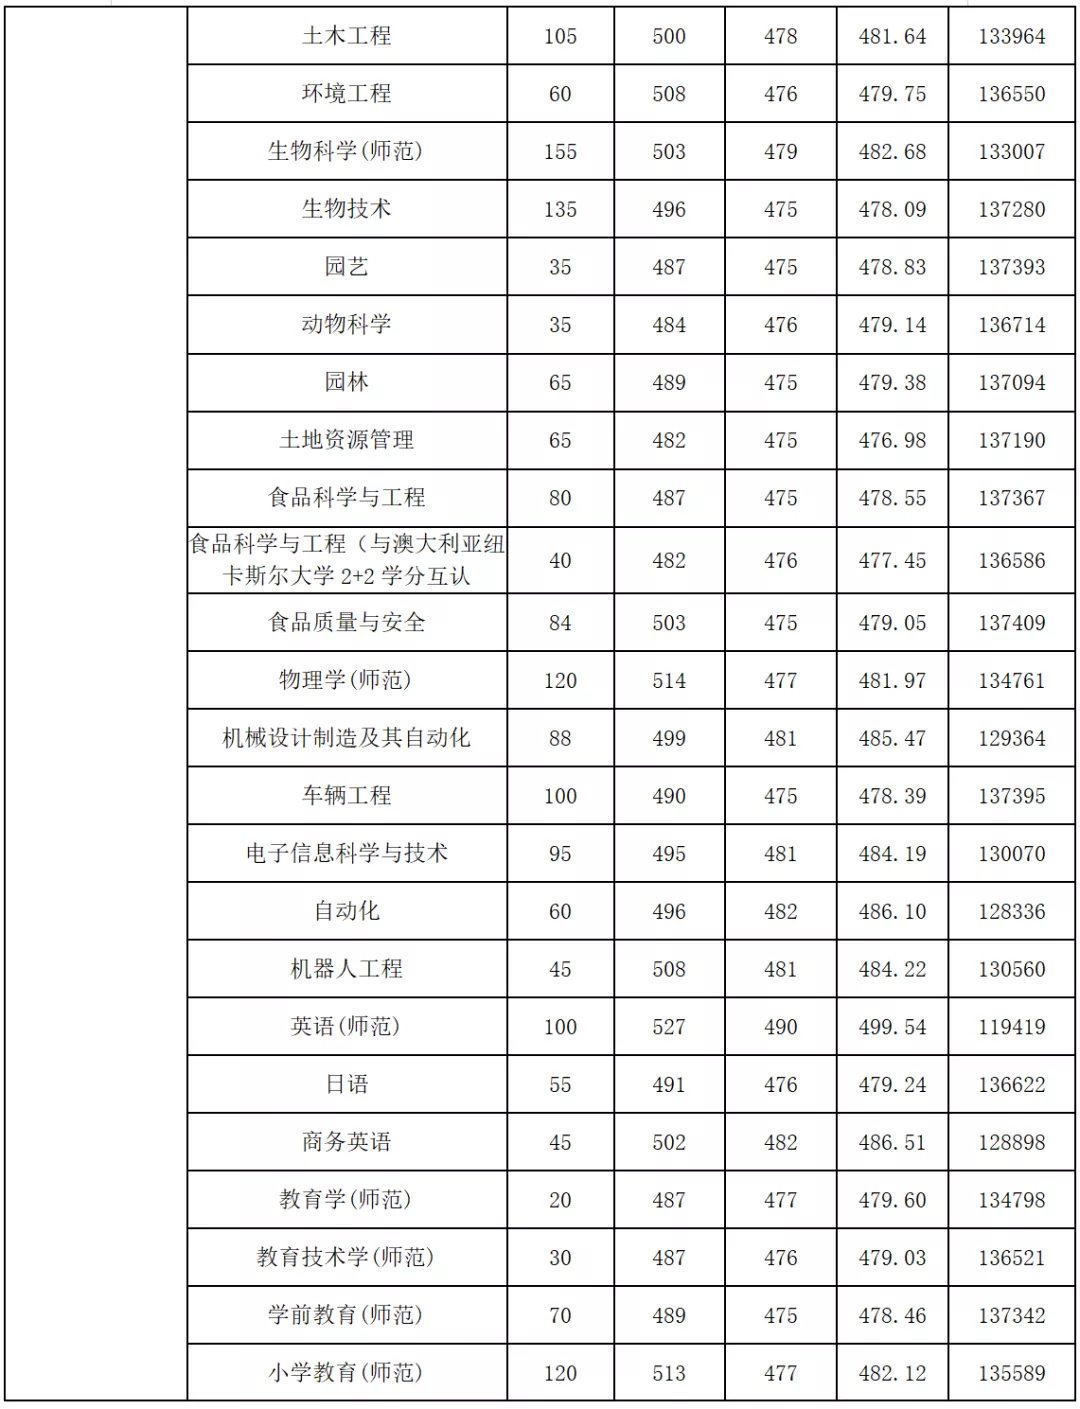 土木工程 105 500 478 481.64 133964
环境工程 60 508 476 479.75 136550
生物科学(师范) 155 503 479 482.68 133007
生物技术 135 496 475 478.09 137280
园艺 35 487 475 478.83 137393
动物科学 35 484 476 479.14 136714
园林 65 489 475 479.38 137094
土地资源管理 65 482 475 476.98 137190
食品科学与工程 80 487 475 478.55 137367
食品科学与工程（与澳大利亚纽
卡斯尔大学2+2学分互认 40 482 476 477.45 136586
食品质量与安全 84 503 475 479.05 137409
物理学(师范) 120 514 477 481.97 134761
机械设计制造及其自动化 88 499 481 485.47 129364
车辆工程 100 490 475 478.39 137395
电子信息科学与技术 95 495 481 484.19 130070
自动化 60 496 482 486.10 128336
机器人工程 45 508 481 484.22 130560
英语(师范) 100 527 490 499.54 119419
日语 55 491 476 479.24 136622
商务英语 45 502 482 486.51 128898
教育学(师范) 20 487 477 479.60 134798
教育技术学(师范) 30 487 476 479.03 136521
学前教育(师范) 70 489 475 478.46 137342
小学教育(师范) 120 513 477 482.12 135589